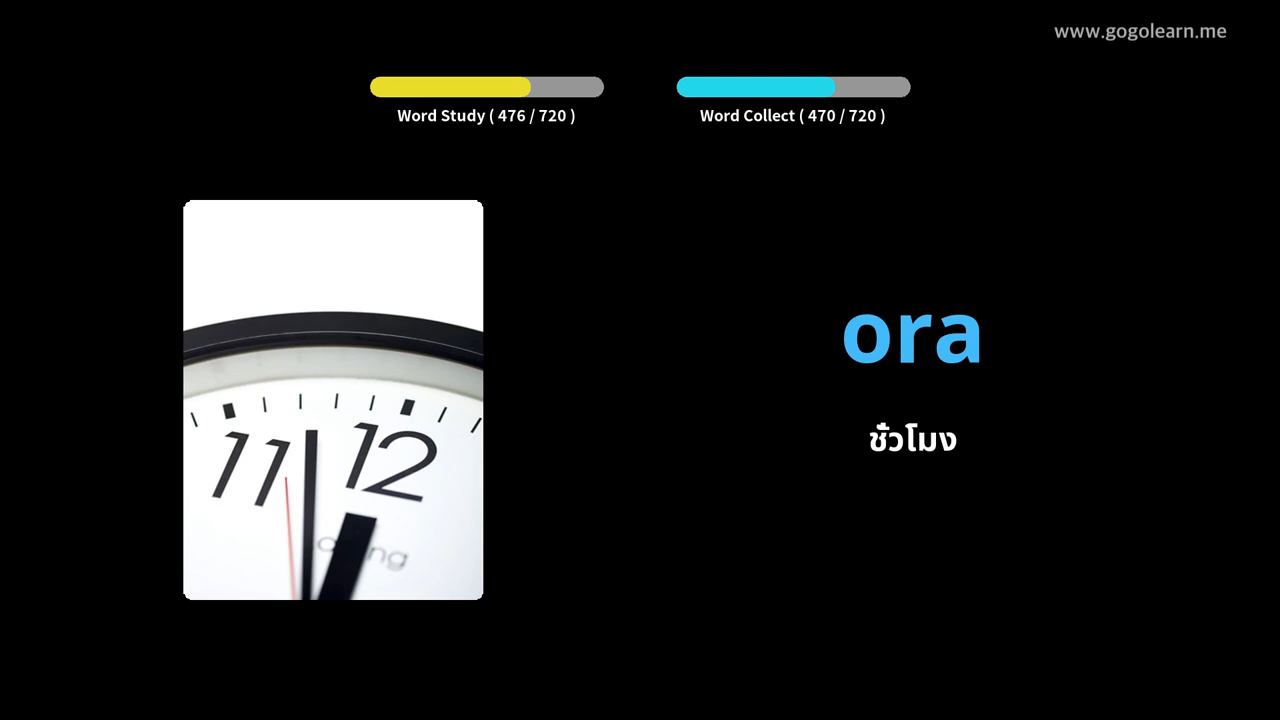 www.gogolearn.me
Word Study ( 476 / 720 )
Word Collect ( 470 / 720 )
11
12
ora
ชั่วโมง